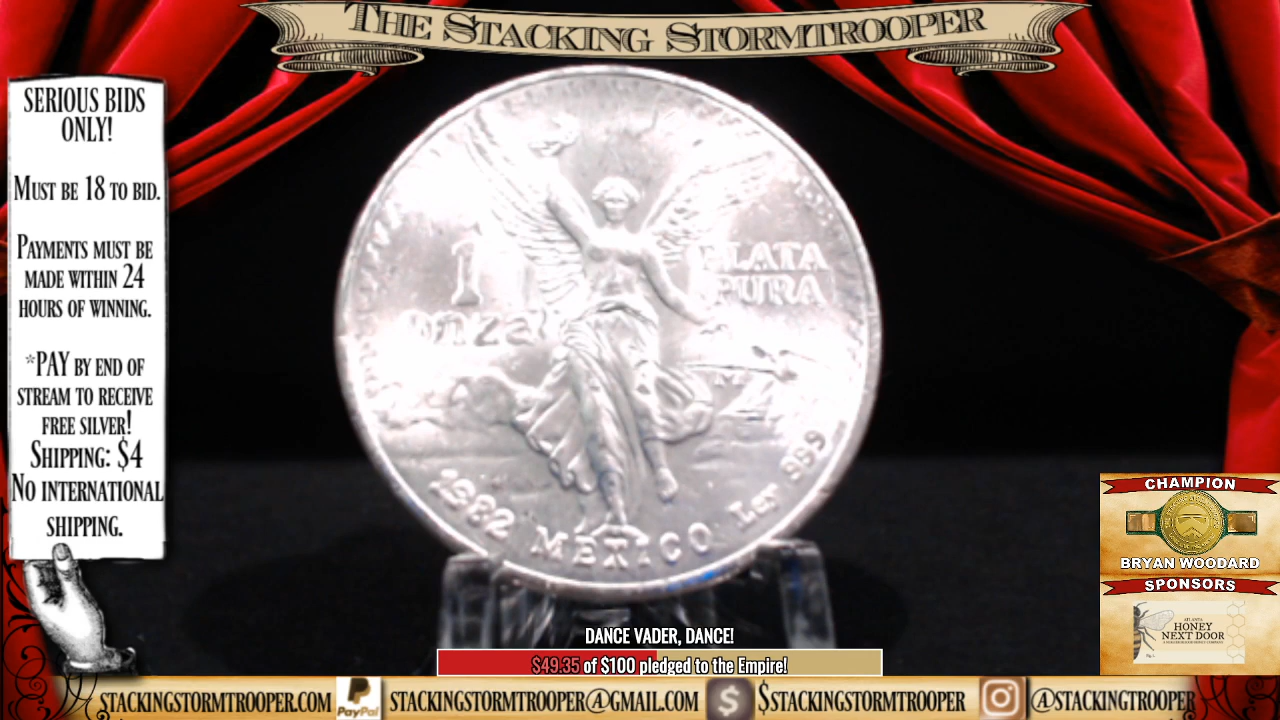 THE STACKING STORMTROOPER
SERIOUS BIDS
ONLY!
MUST BE 18 TO BID.
PAYMENTS MUST BE
MADE WITHIN 24
HOURS OF WINNING.
*PAY BY END OF
STREAM TO RECEIVE
FREE SILVER!
SHIPPING: $4
NO INTERNATIONAL
SHIPPING.
1
onza
PLATA
PURA
1982 MEXICO LEY 999
CHAMPION
BRYAN WOODARD
SPONSORS
ATLANTA
HONEY
NEXT DOOR
DANCE VADER, DANCE!
$49.35 of $100 pledged to the Empire!
STACKINGSTORMTROOPER.COM
PayPal
STACKINGSTORMTROOPER@GMAIL.COM
$
$STACKINGSTORMTROOPER
@STACKINGTROOPER